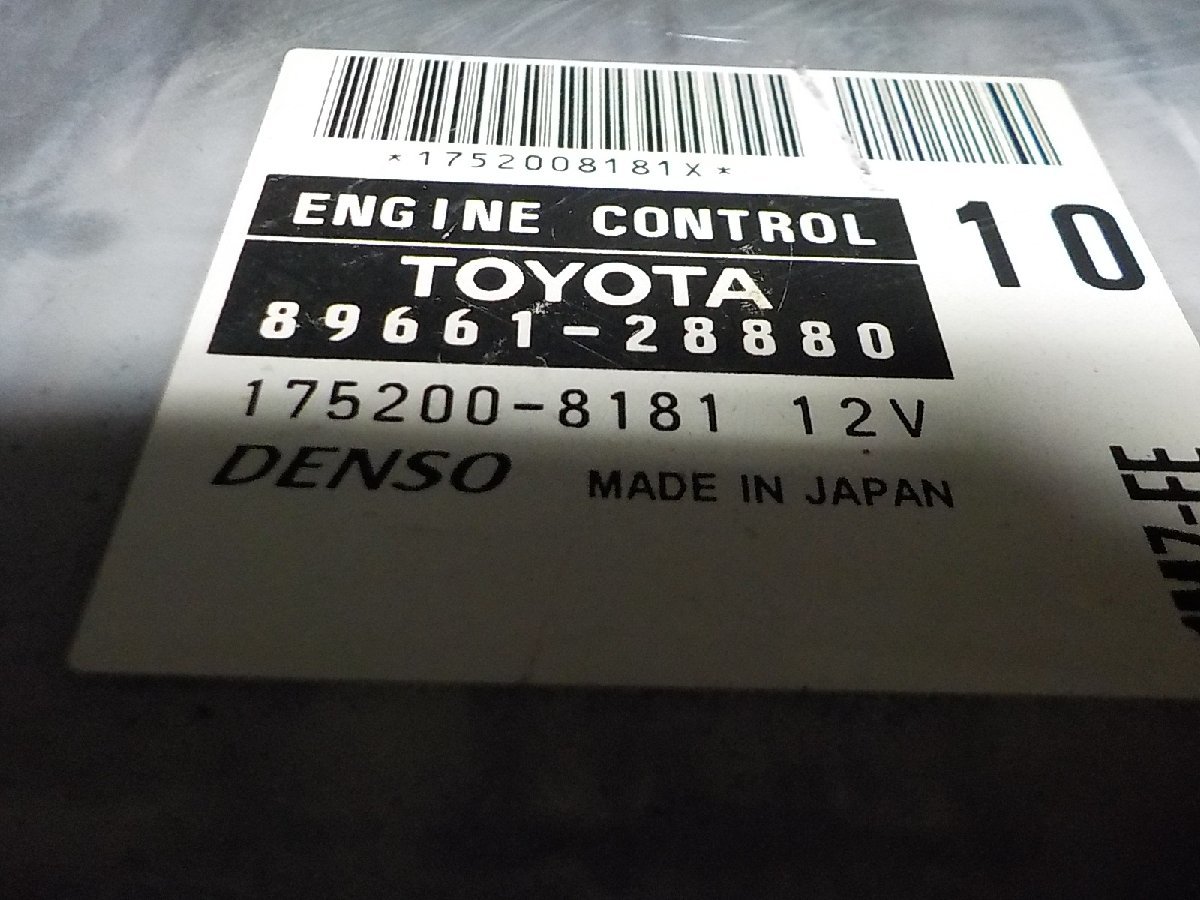 *1752008181X*
ENGINE CONTROL
TOYOTA
89661-28880
175200-8181 12V
DENSO
MADE IN JAPAN
10